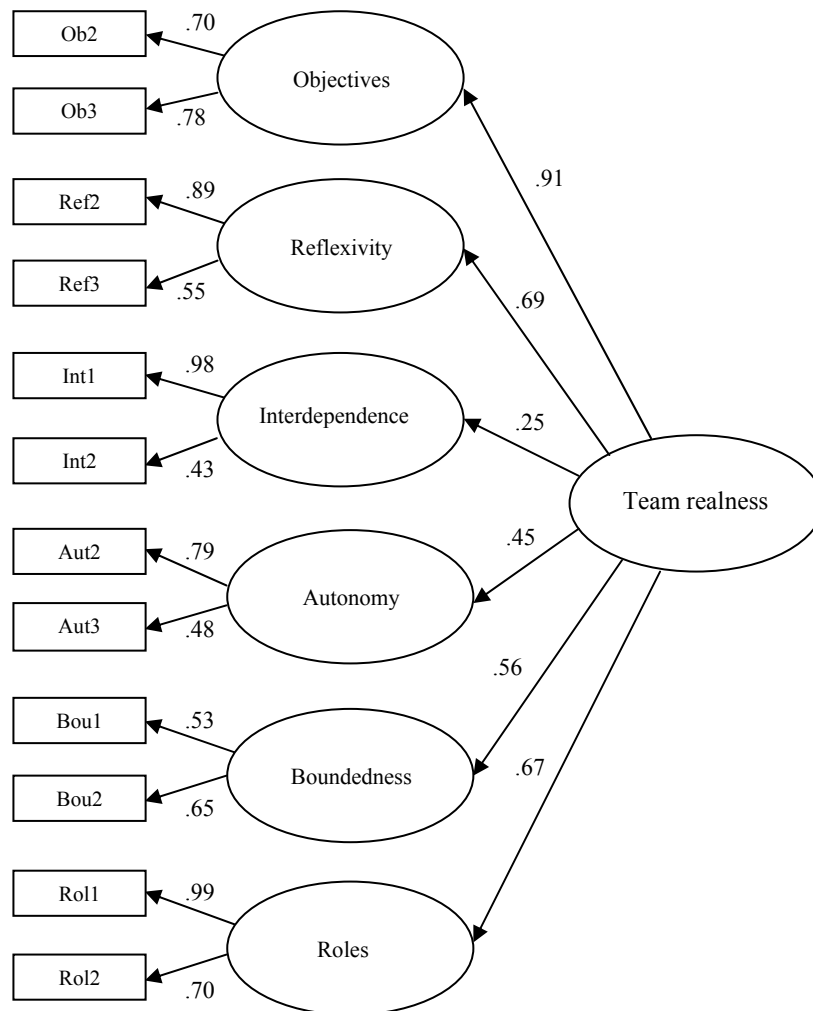 Ob2
.70
Objectives
Ob3
.78
.91
Ref2
.89
Reflexivity
Ref3
.55
.69
Int1
.98
Interdependence
.25
Int2
.43
Team realness
Aut2
.79
.45
Autonomy
Aut3
.48
.56
Bou1
.53
Boundedness
.67
Bou2
.65
Rol1
.99
Roles
Rol2
.70